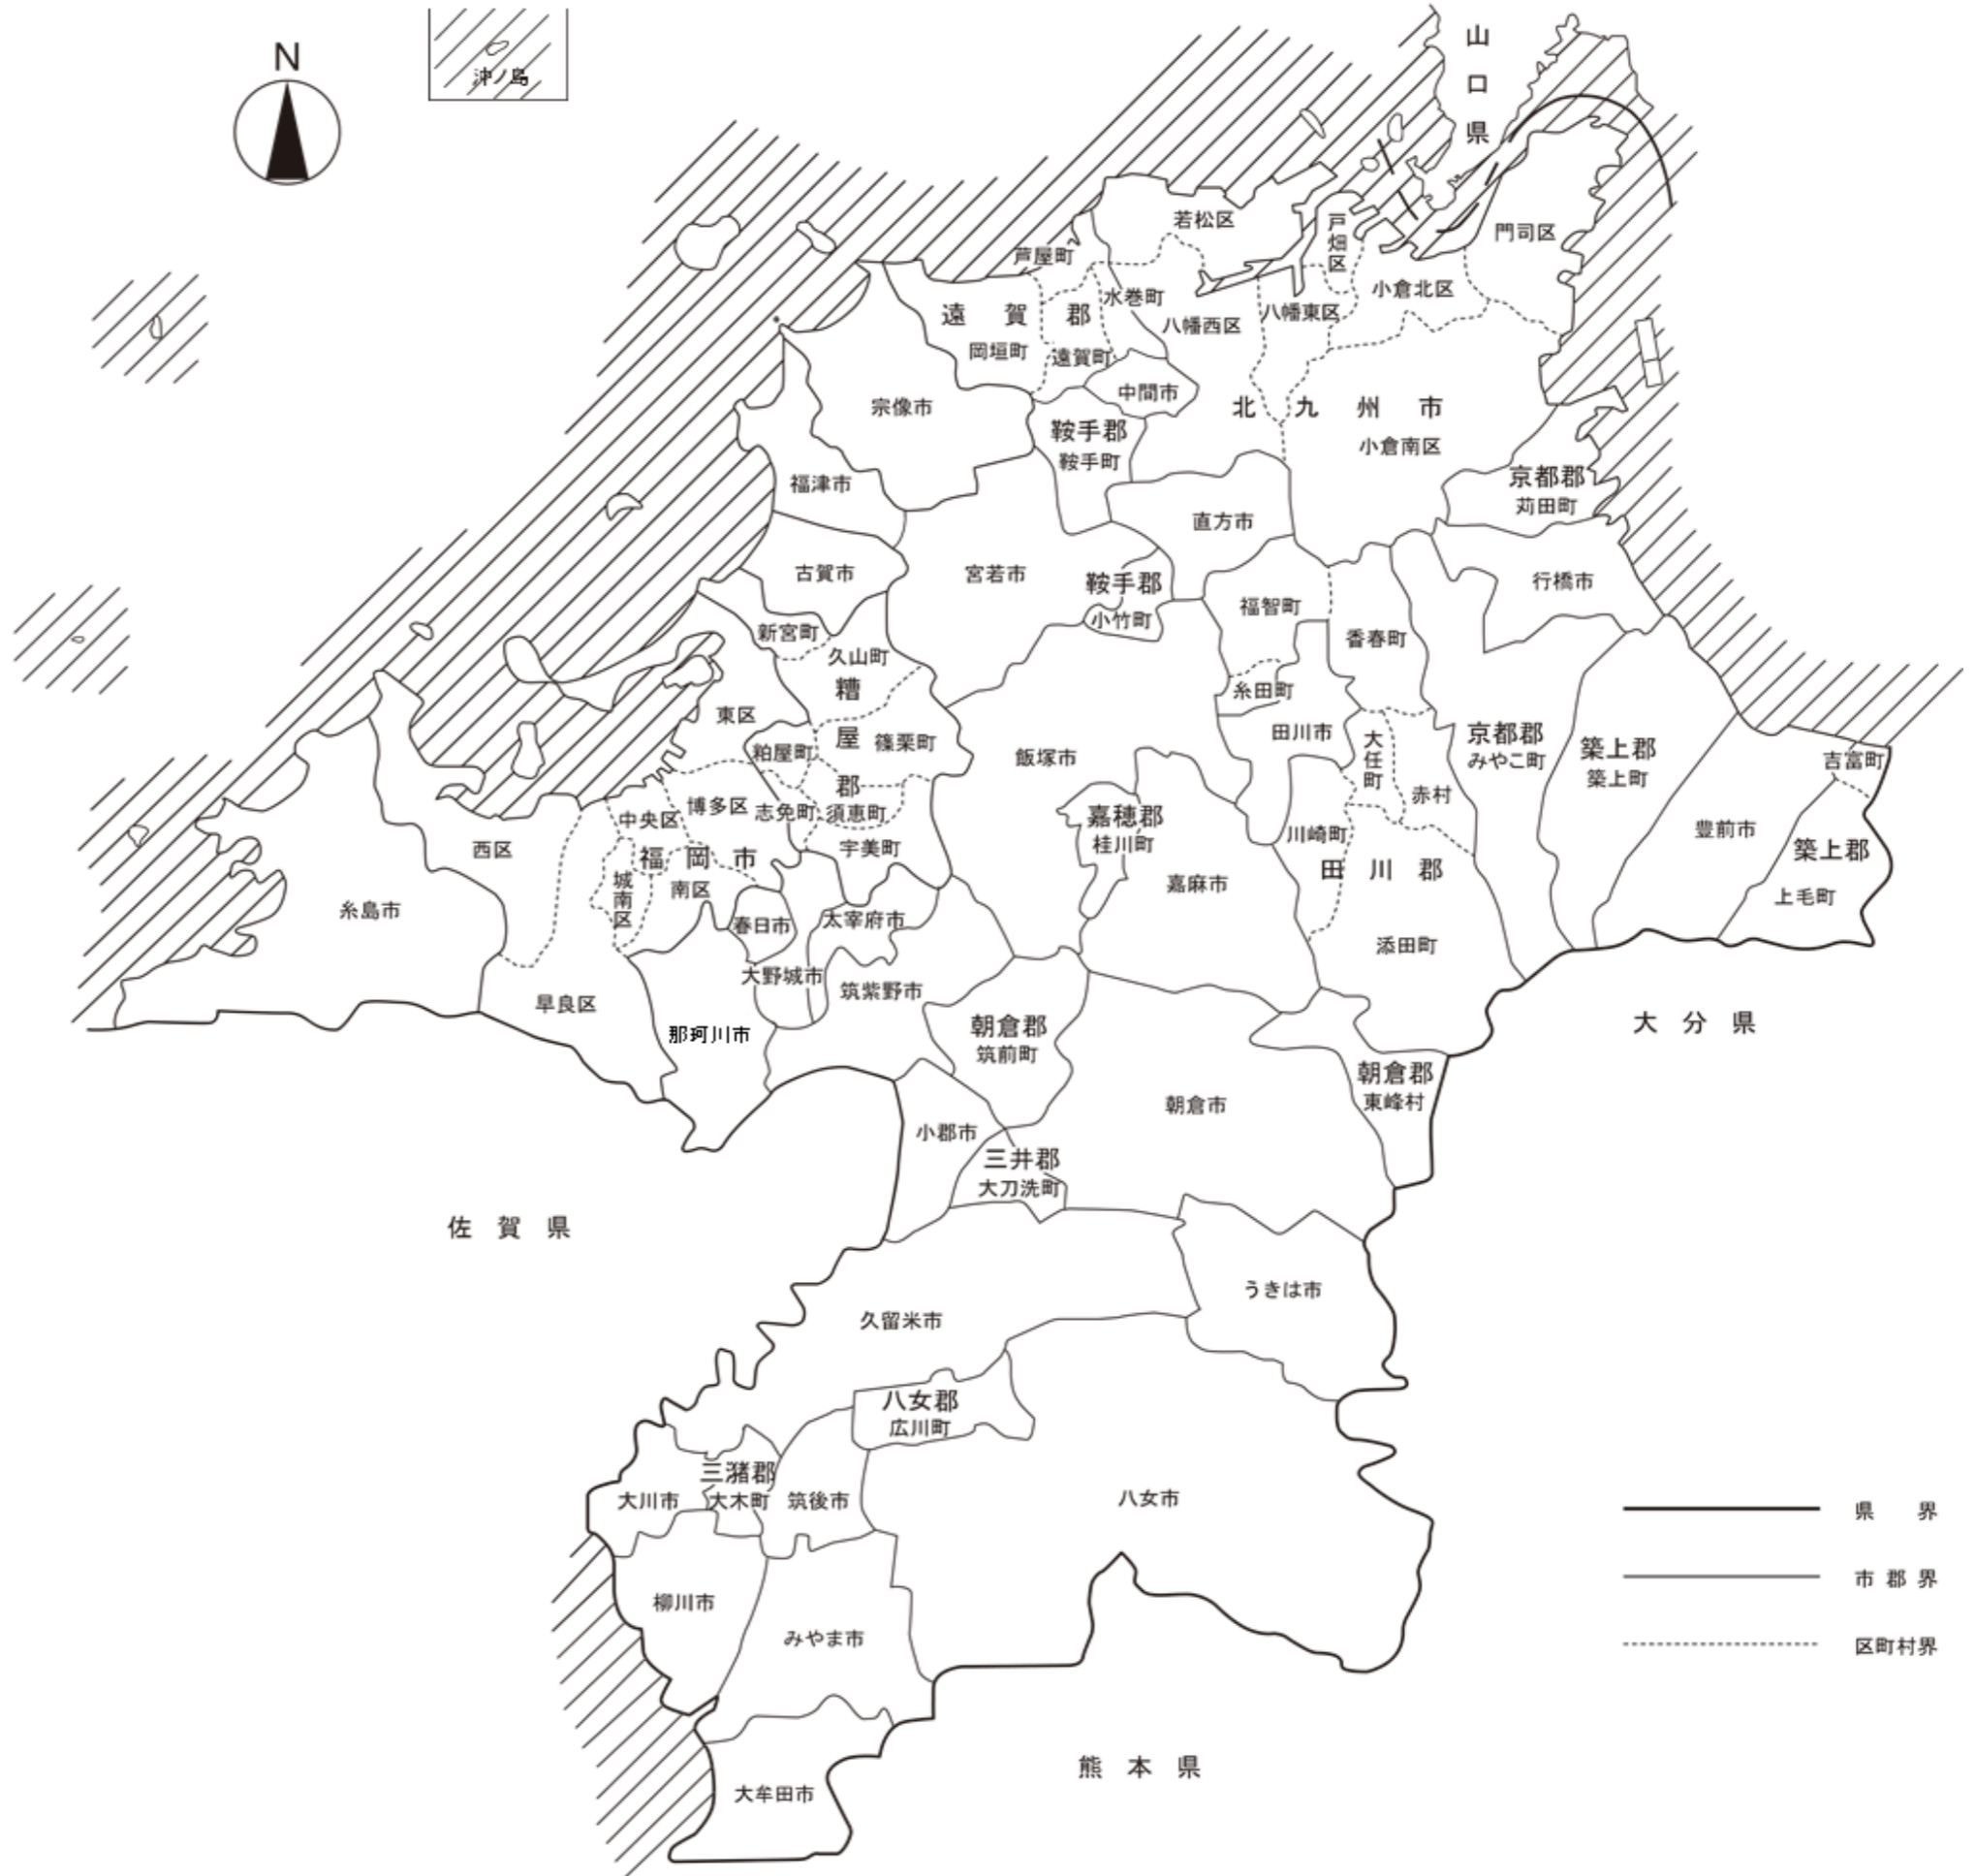 N
沖ノ島
山口県
若松区
戸畑区
門司区
芦屋町
水巻町
小倉北区
遠賀郡
八幡東区
八幡西区
岡垣町
遠賀町
中間市
宗像市
北九州市
鞍手郡
鞍手町
小倉南区
京都郡
苅田町
福津市
直方市
古賀市
宮若市
鞍手郡
小竹町
行橋市
福智町
新宮町
香春町
久山町
糟屋郡
糸田町
東区
粕屋町
篠栗町
田川市
大任町
京都郡
みやこ町
築上郡
築上町
吉富町
飯塚市
赤村
博多区
志免町
須恵町
中央区
嘉穂郡
桂川町
川崎町
豊前市
西区
福岡市
宇美町
築上郡
上毛町
田川郡
城南区
南区
嘉麻市
糸島市
春日市
太宰府市
添田町
大野城市
筑紫野市
早良区
那珂川市
朝倉郡
筑前町
大分県
朝倉郡
東峰村
朝倉市
小郡市
三井郡
大刀洗町
佐賀県
うきは市
久留米市
八女郡
広川町
三潴郡
大木町
大川市
筑後市
八女市
県界
市郡界
区町村界
柳川市
みやま市
熊本県
大牟田市